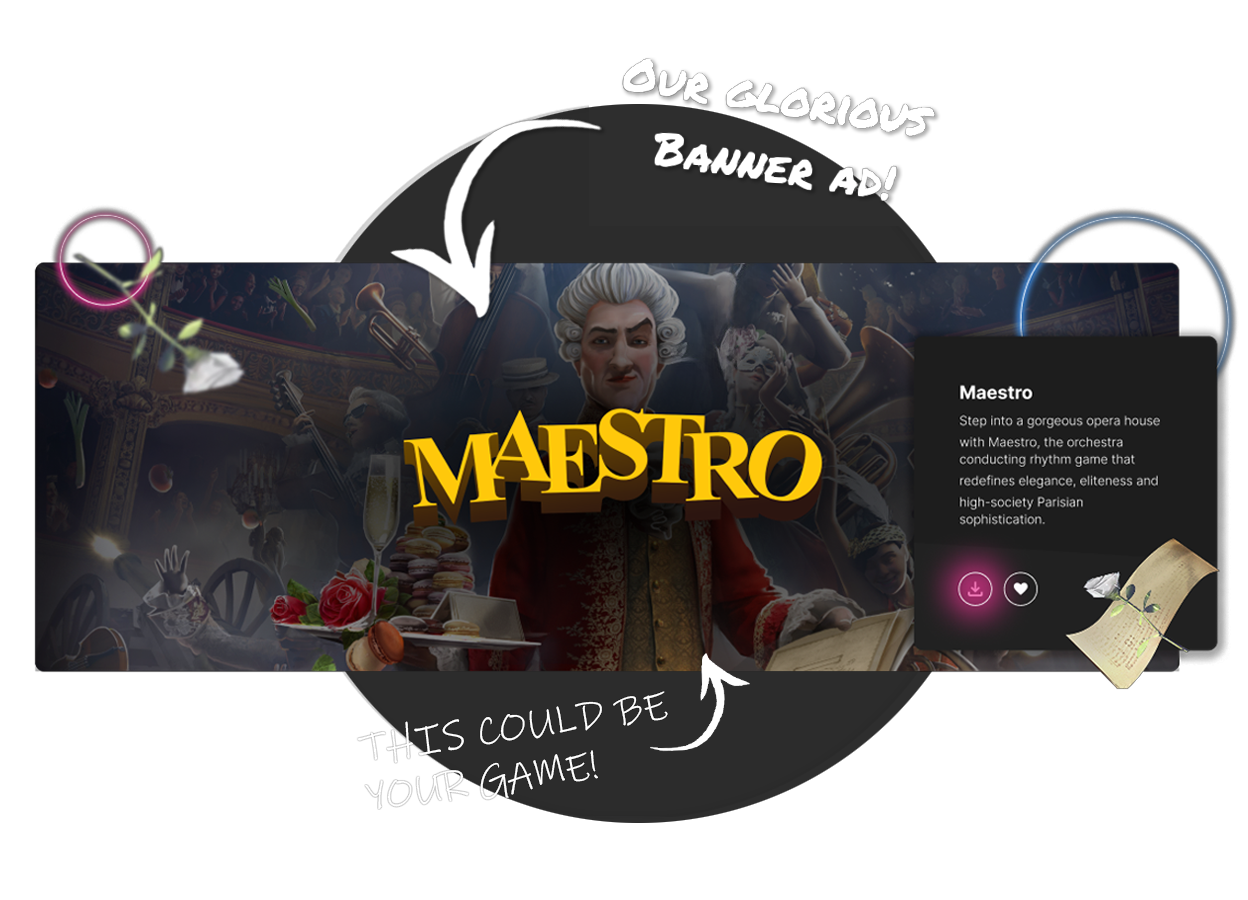 Our glorious
Banner ad!
MAESTRO
Maestro
Step into a gorgeous opera house
with Maestro, the orchestra
conducting rhythm game that
redefines elegance, eliteness and
high-society Parisian
sophistication.
THIS COULD BE
YOUR GAME!